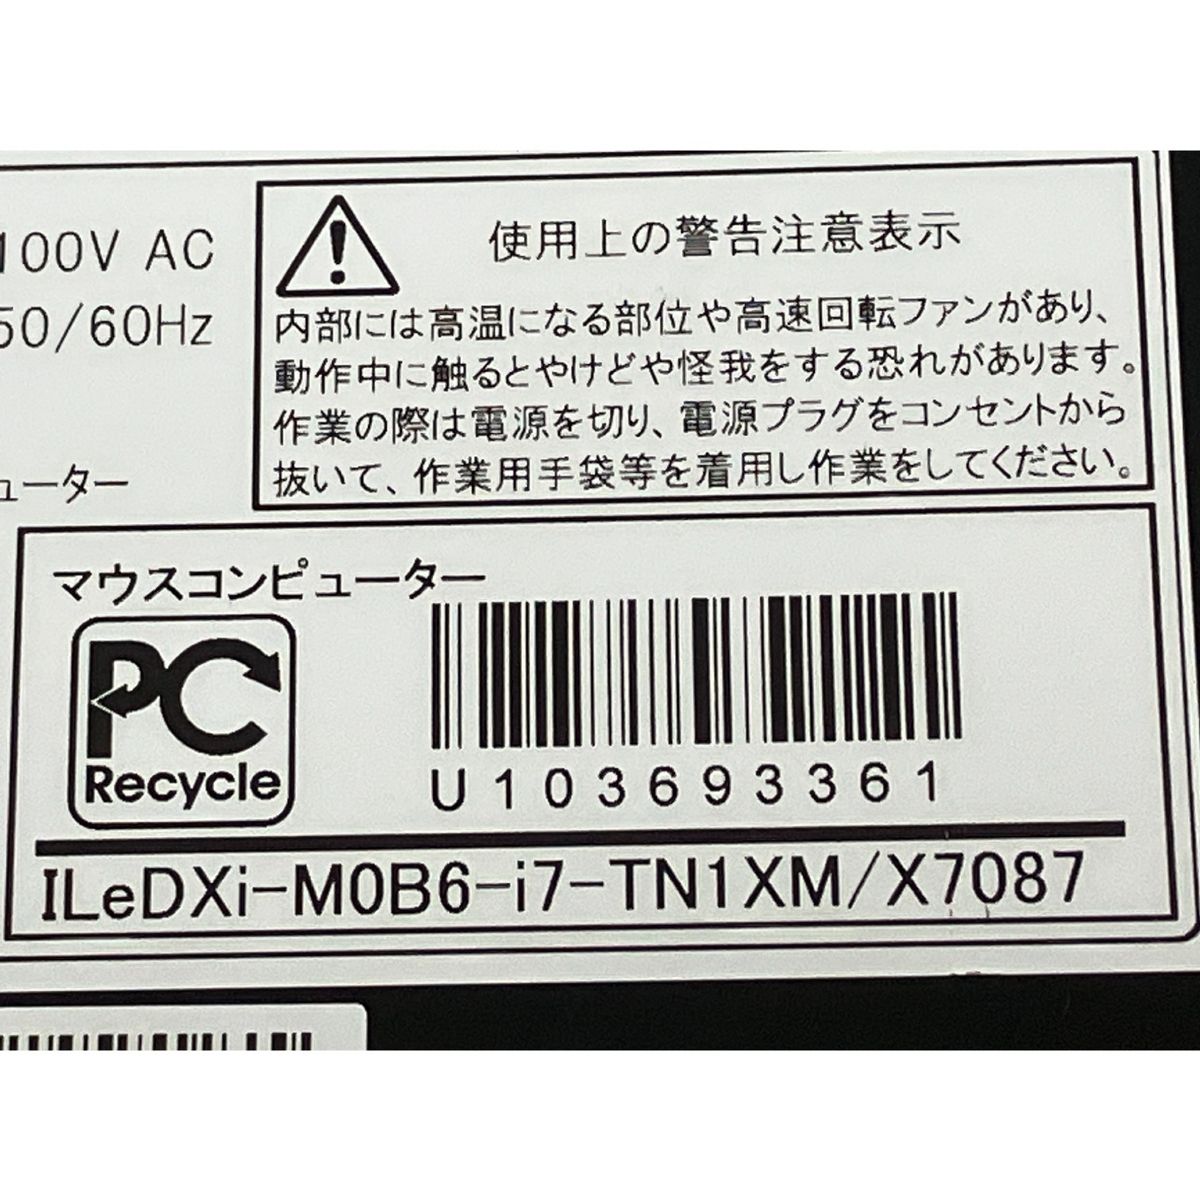 100V AC
50/60Hz
ューター
使用上の警告注意表示
内部には高温になる部位や高速回転ファンがあり、
動作中に触るとやけどや怪我をする恐れがあります。
作業の際は電源を切り、電源プラグをコンセントから
抜いて、作業用手袋等を着用し作業をしてください。
マウスコンピューター
PC
Recycle
U103693361
ILeDXi-M0B6-i7-TN1XM/X7087